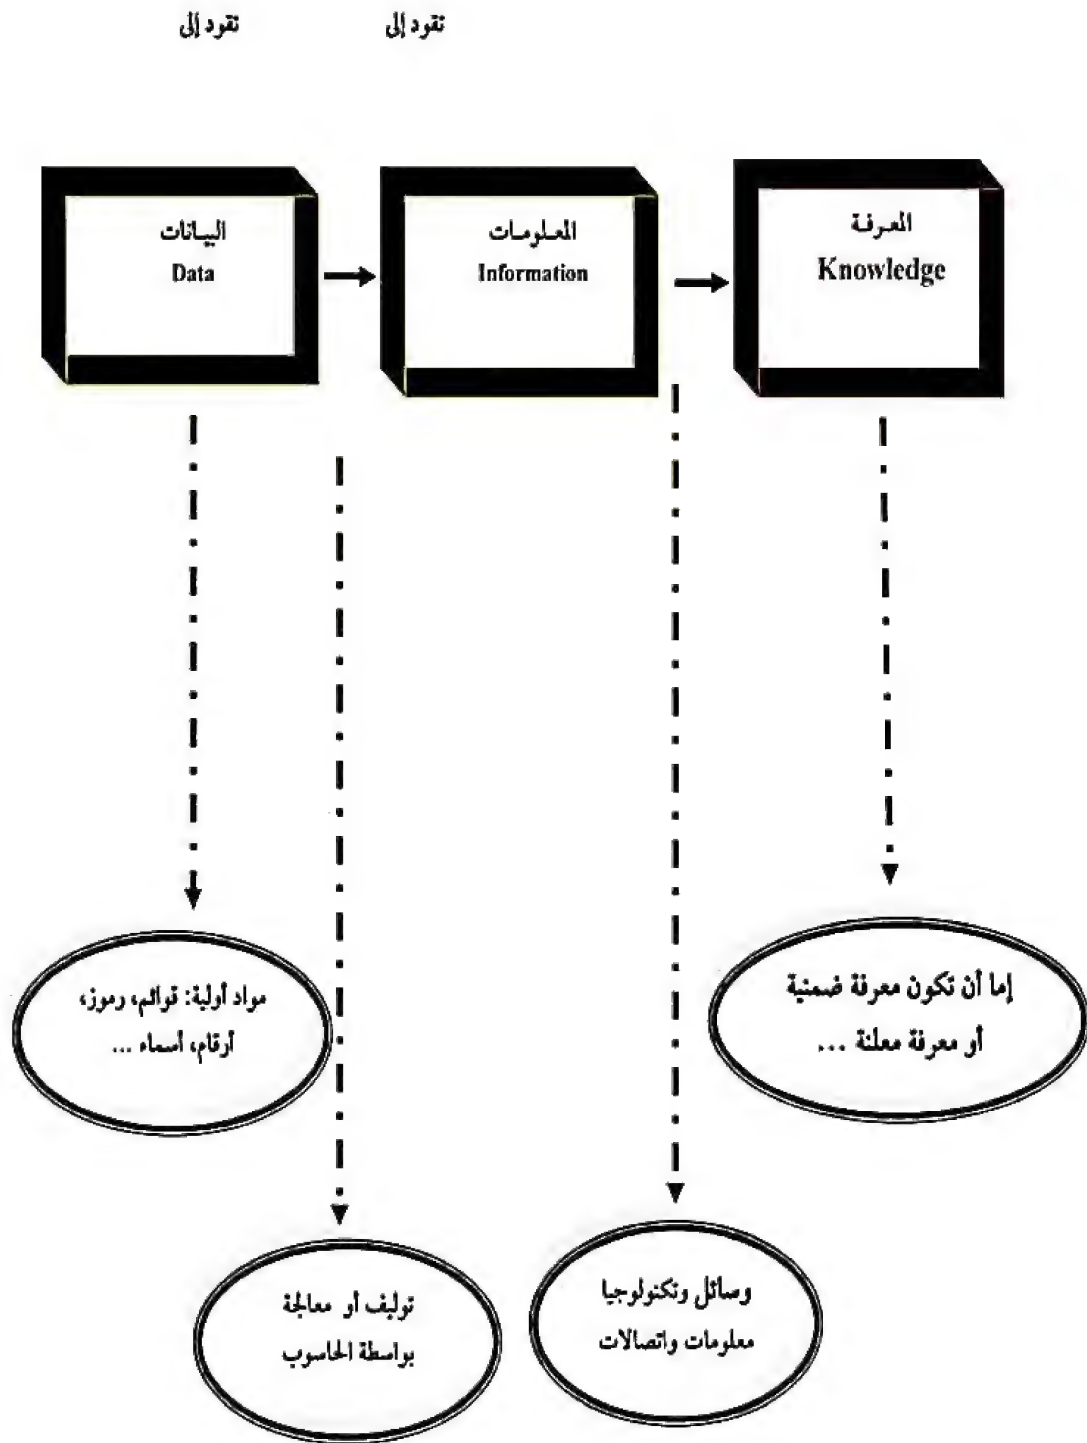 تقود إلى
تقود إلى
المعرفة
Knowledge
المعلومات
Information
البيانات
Data
إما أن تكون معرفة ضمنية
أو معرفة معلنة ...
مواد أولية: قوائم، رموز،
أرقام، أسماء ...
وسائل وتكنولوجيا
معلومات واتصالات
توليف أو معالجة
بواسطة الحاسوب